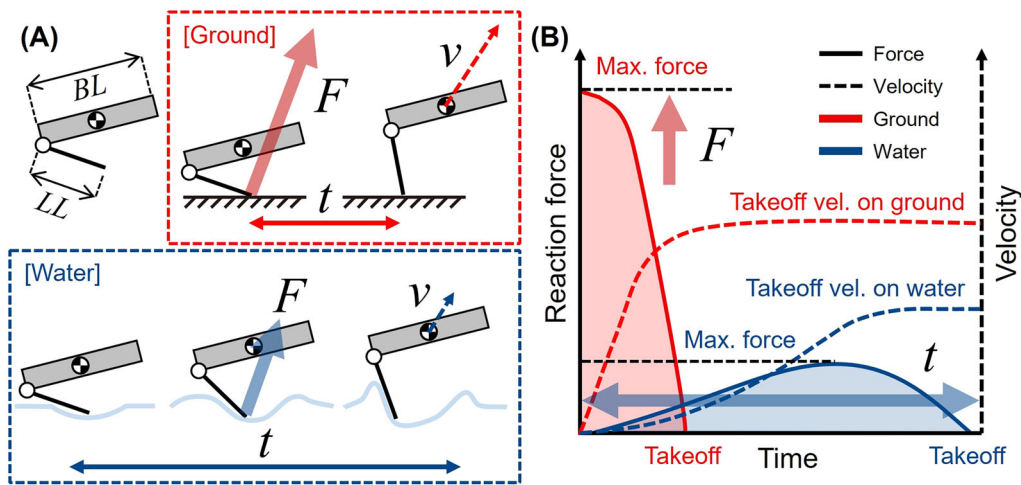 (A)
BL
LL
[Ground]
F
v
t
[Water]
F
v
t
(B)
Max. force
F
Force
Velocity
Ground
Water
Takeoff vel. on ground
Takeoff vel. on water
Max. force
t
Reaction force
Velocity
Takeoff
Time
Takeoff